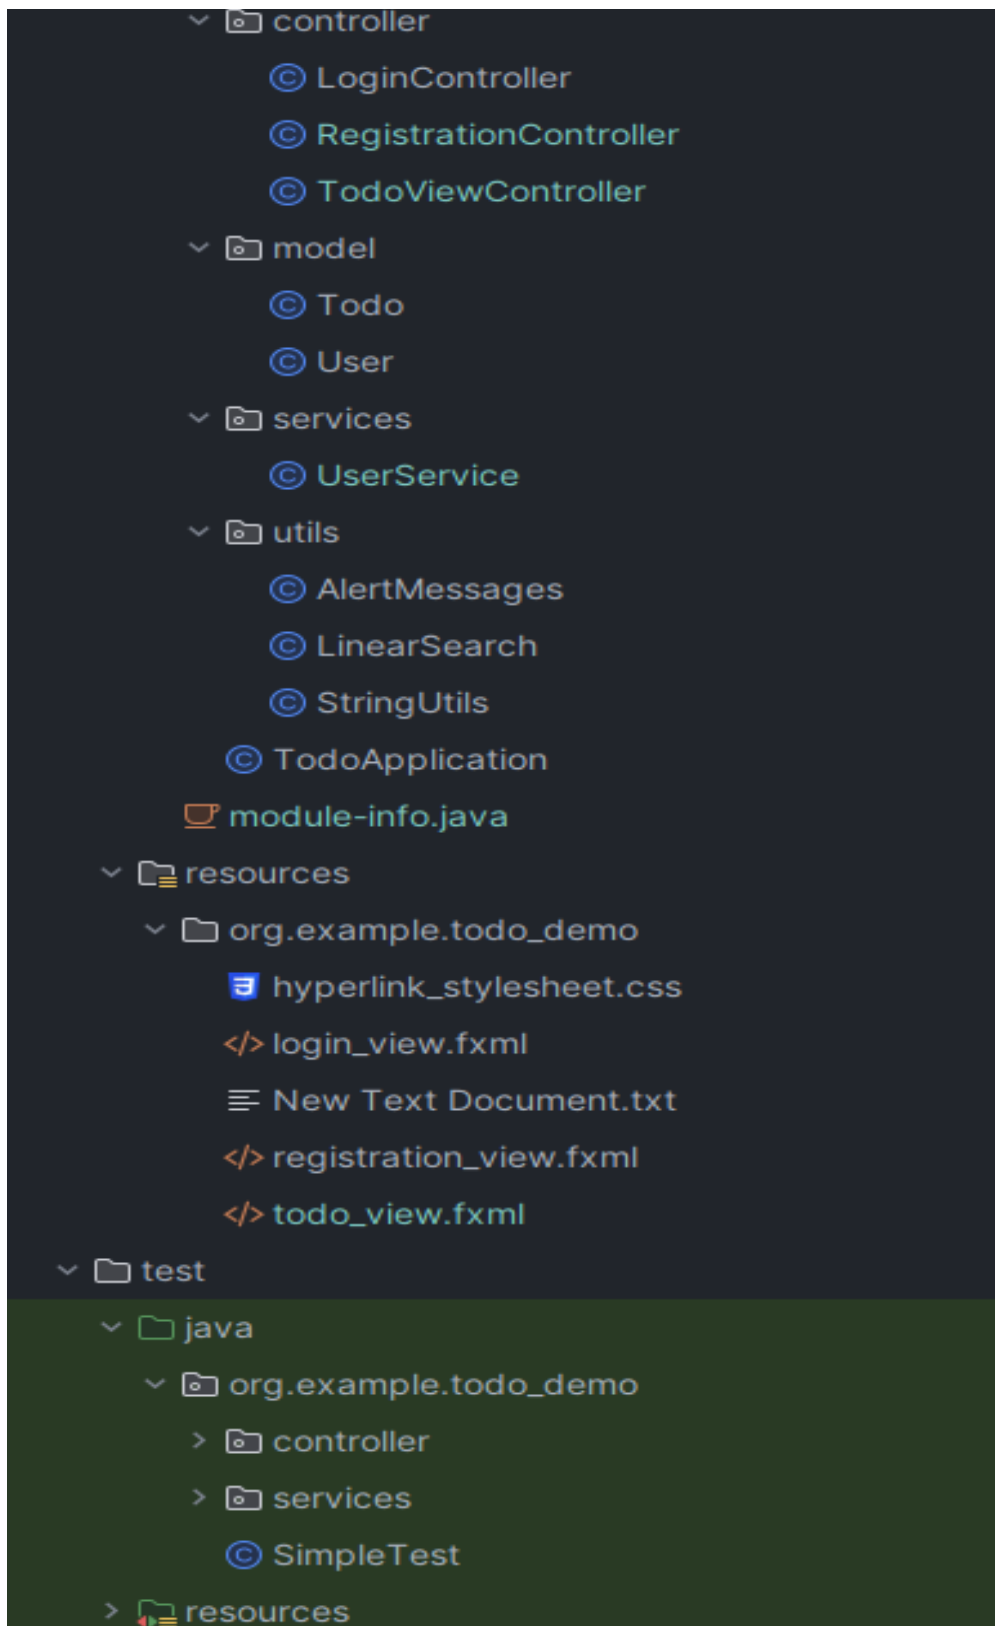 controller
LoginController
RegistrationController
TodoViewController
model
Todo
User
services
UserService
utils
AlertMessages
LinearSearch
StringUtils
TodoApplication
module-info.java
resources
org.example.todo_demo
hyperlink_stylesheet.css
login_view.fxml
New Text Document.txt
registration_view.fxml
todo_view.fxml
test
java
org.example.todo_demo
controller
services
SimpleTest
resources